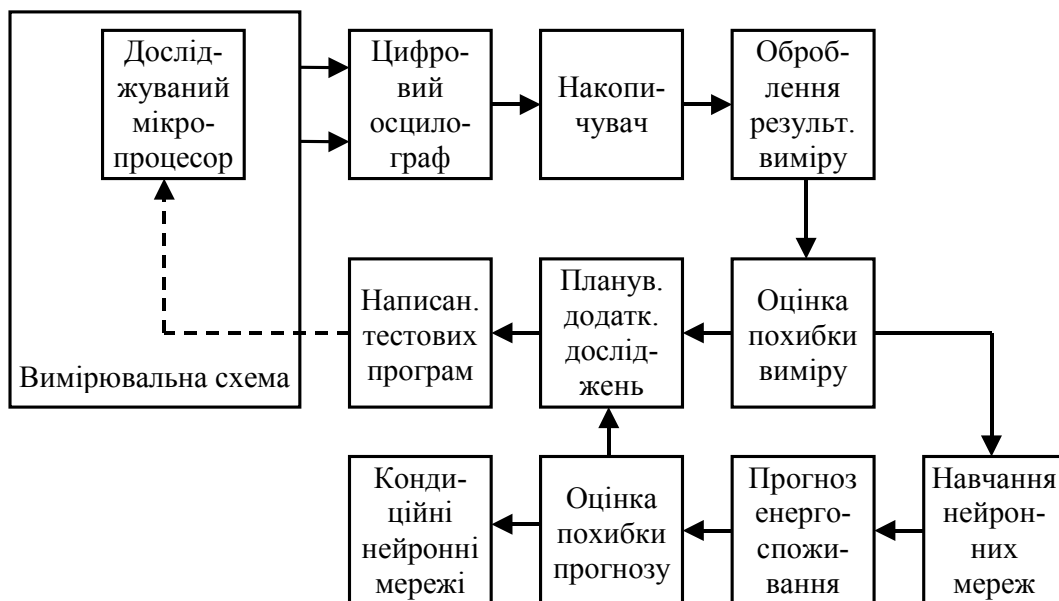 Дослід-
жуваний
мікро-
процесор
Цифро-
вий
осцило-
граф
Накопи-
чувач
Оброб-
лення
результ.
виміру
Вимірювальна схема
Написан.
тестових
програм
Планув.
додатк.
дослід-
жень
Оцінка
похибки
виміру
Конди-
ційні
нейронні
мережі
Оцінка
похибки
прогнозу
Прогноз
енерго-
спожи-
вання
Навчання
нейрон-
них
мереж